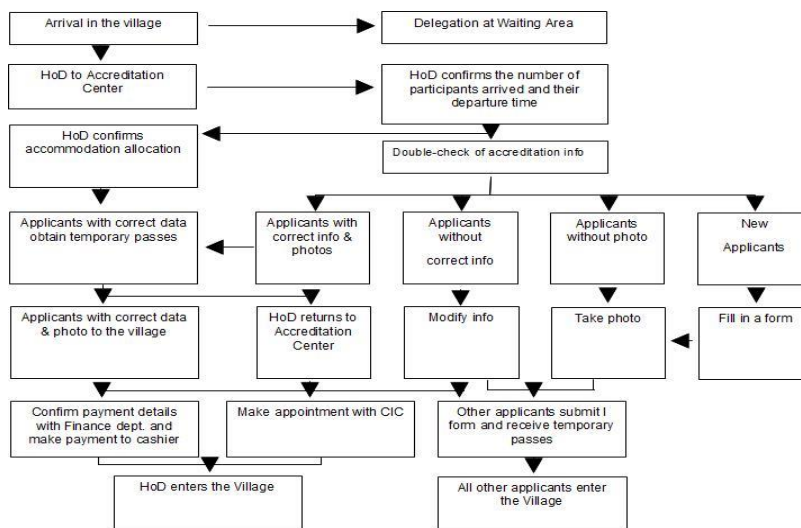 Arrival in the village
Delegation at Waiting Area
HoD to Accreditation
Center
HoD confirms the number of
participants arrived and their
departure time
HoD confirms
accommodation allocation
Double-check of accreditation info
Applicants with correct data
obtain temporary passes
Applicants with
correct info &
photos
Applicants
without
correct info
Applicants
without photo
New
Applicants
Applicants with correct data
& photo to the village
HoD returns to
Accreditation
Center
Modify info
Take photo
Fill in a form
Confirm payment details
with Finance dept. and
make payment to cashier
Make appointment with CIC
Other applicants submit I
form and receive temporary
passes
HoD enters the Village
All other applicants enter
the Village